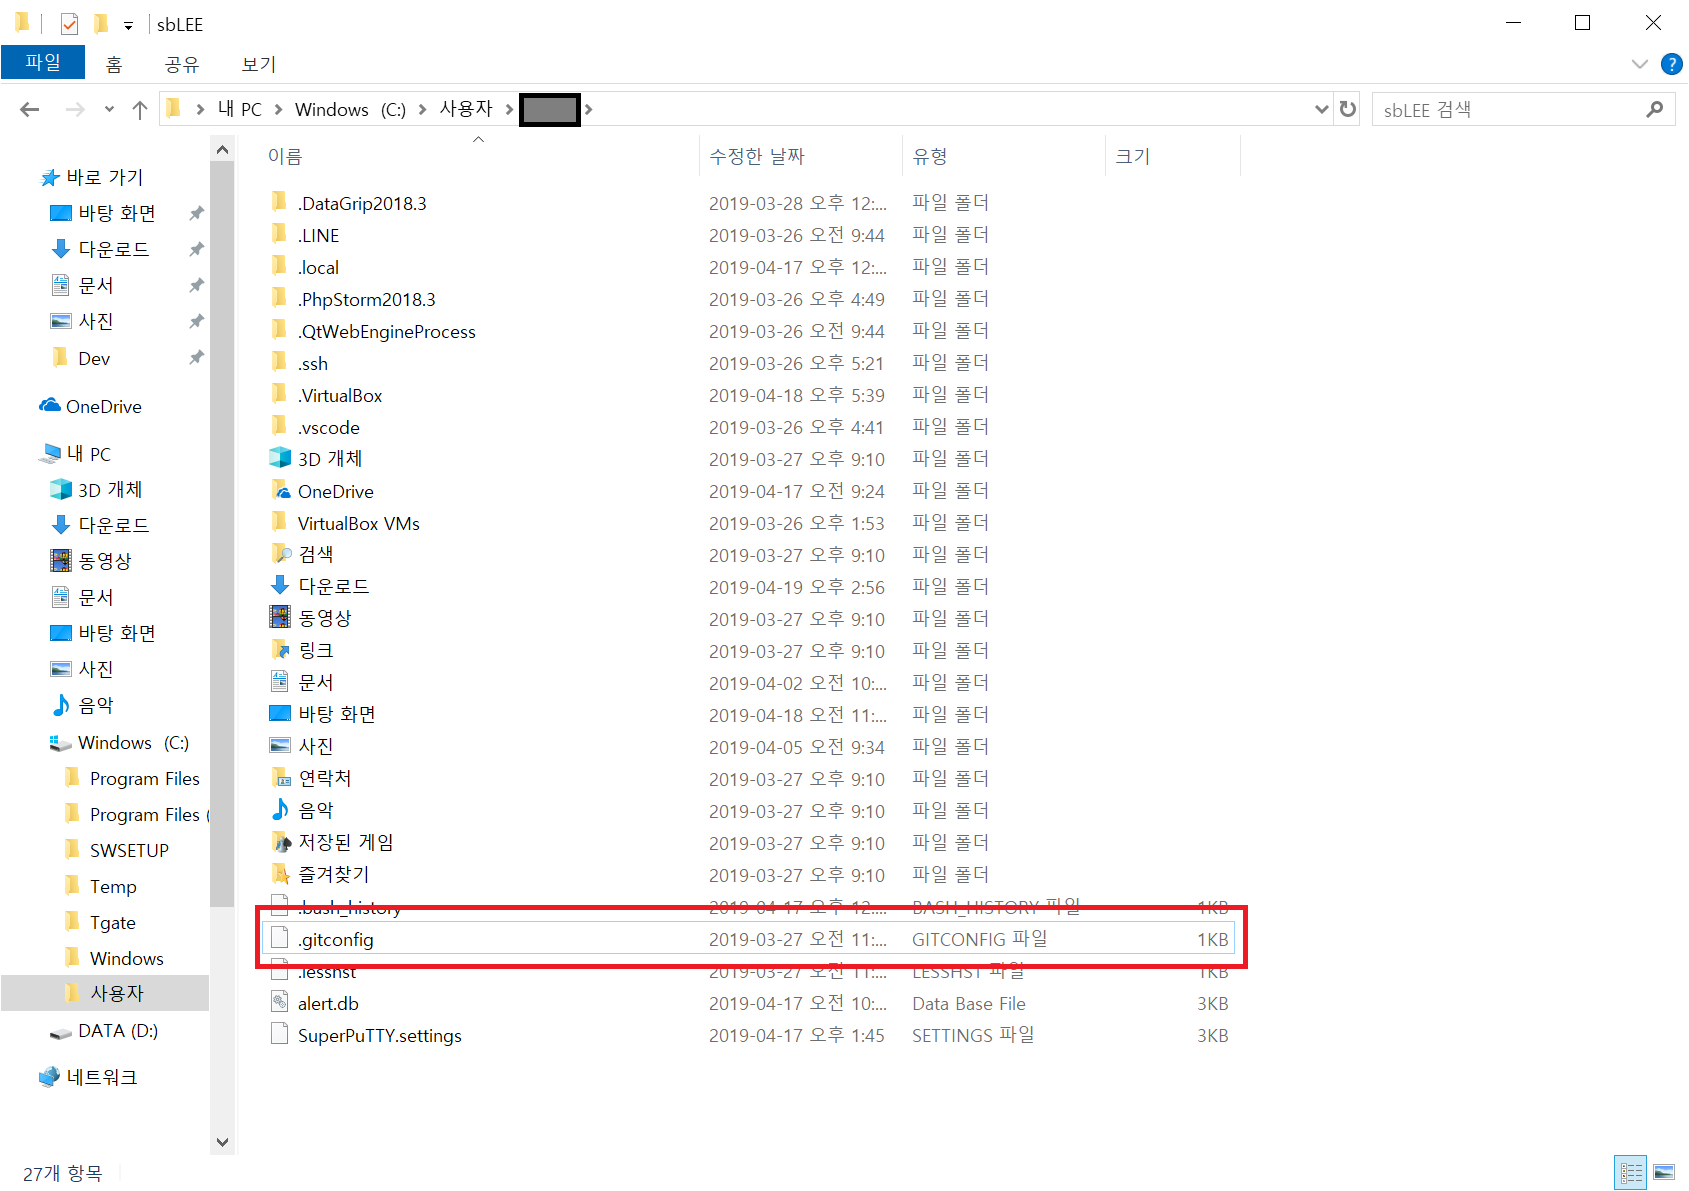 sbLEE
파일 홈 공유 보기
내 PC Windows (C:) 사용자
sbLEE 검색
바로 가기
바탕 화면
다운로드
문서
사진
Dev
OneDrive
내 PC
3D 개체
다운로드
동영상
문서
바탕 화면
사진
음악
Windows (C:)
Program Files
Program Files (
SWSETUP
Temp
Tgate
Windows
사용자
DATA (D:)
네트워크
이름 수정한 날짜 유형 크기
.DataGrip2018.3 2019-03-28 오후 12:... 파일 폴더
.LINE 2019-03-26 오전 9:44 파일 폴더
.local 2019-04-17 오후 12:... 파일 폴더
.PhpStorm2018.3 2019-03-26 오후 4:49 파일 폴더
.QtWebEngineProcess 2019-03-26 오전 9:44 파일 폴더
.ssh 2019-03-26 오후 5:21 파일 폴더
.VirtualBox 2019-04-18 오후 5:39 파일 폴더
.vscode 2019-03-26 오후 4:41 파일 폴더
3D 개체 2019-03-27 오후 9:10 파일 폴더
OneDrive 2019-04-17 오전 9:24 파일 폴더
VirtualBox VMs 2019-03-26 오후 1:53 파일 폴더
검색 2019-03-27 오후 9:10 파일 폴더
다운로드 2019-04-19 오후 2:56 파일 폴더
동영상 2019-03-27 오후 9:10 파일 폴더
링크 2019-03-27 오후 9:10 파일 폴더
문서 2019-04-02 오전 10:... 파일 폴더
바탕 화면 2019-04-18 오전 11:... 파일 폴더
사진 2019-04-05 오전 9:34 파일 폴더
연락처 2019-03-27 오후 9:10 파일 폴더
음악 2019-03-27 오후 9:10 파일 폴더
저장된 게임 2019-03-27 오후 9:10 파일 폴더
즐겨찾기 2019-03-27 오후 9:10 파일 폴더
.bash_history 2019-04-17 오후 12:... BASH_HISTORY 파일 1KB
.gitconfig 2019-03-27 오전 11:... GITCONFIG 파일 1KB
.lesshst 2019-03-27 오전 11:... LESSHST 파일 1KB
alert.db 2019-04-17 오전 10:... Data Base File 3KB
SuperPuTTY.settings 2019-04-17 오후 1:45 SETTINGS 파일 3KB
27개 항목